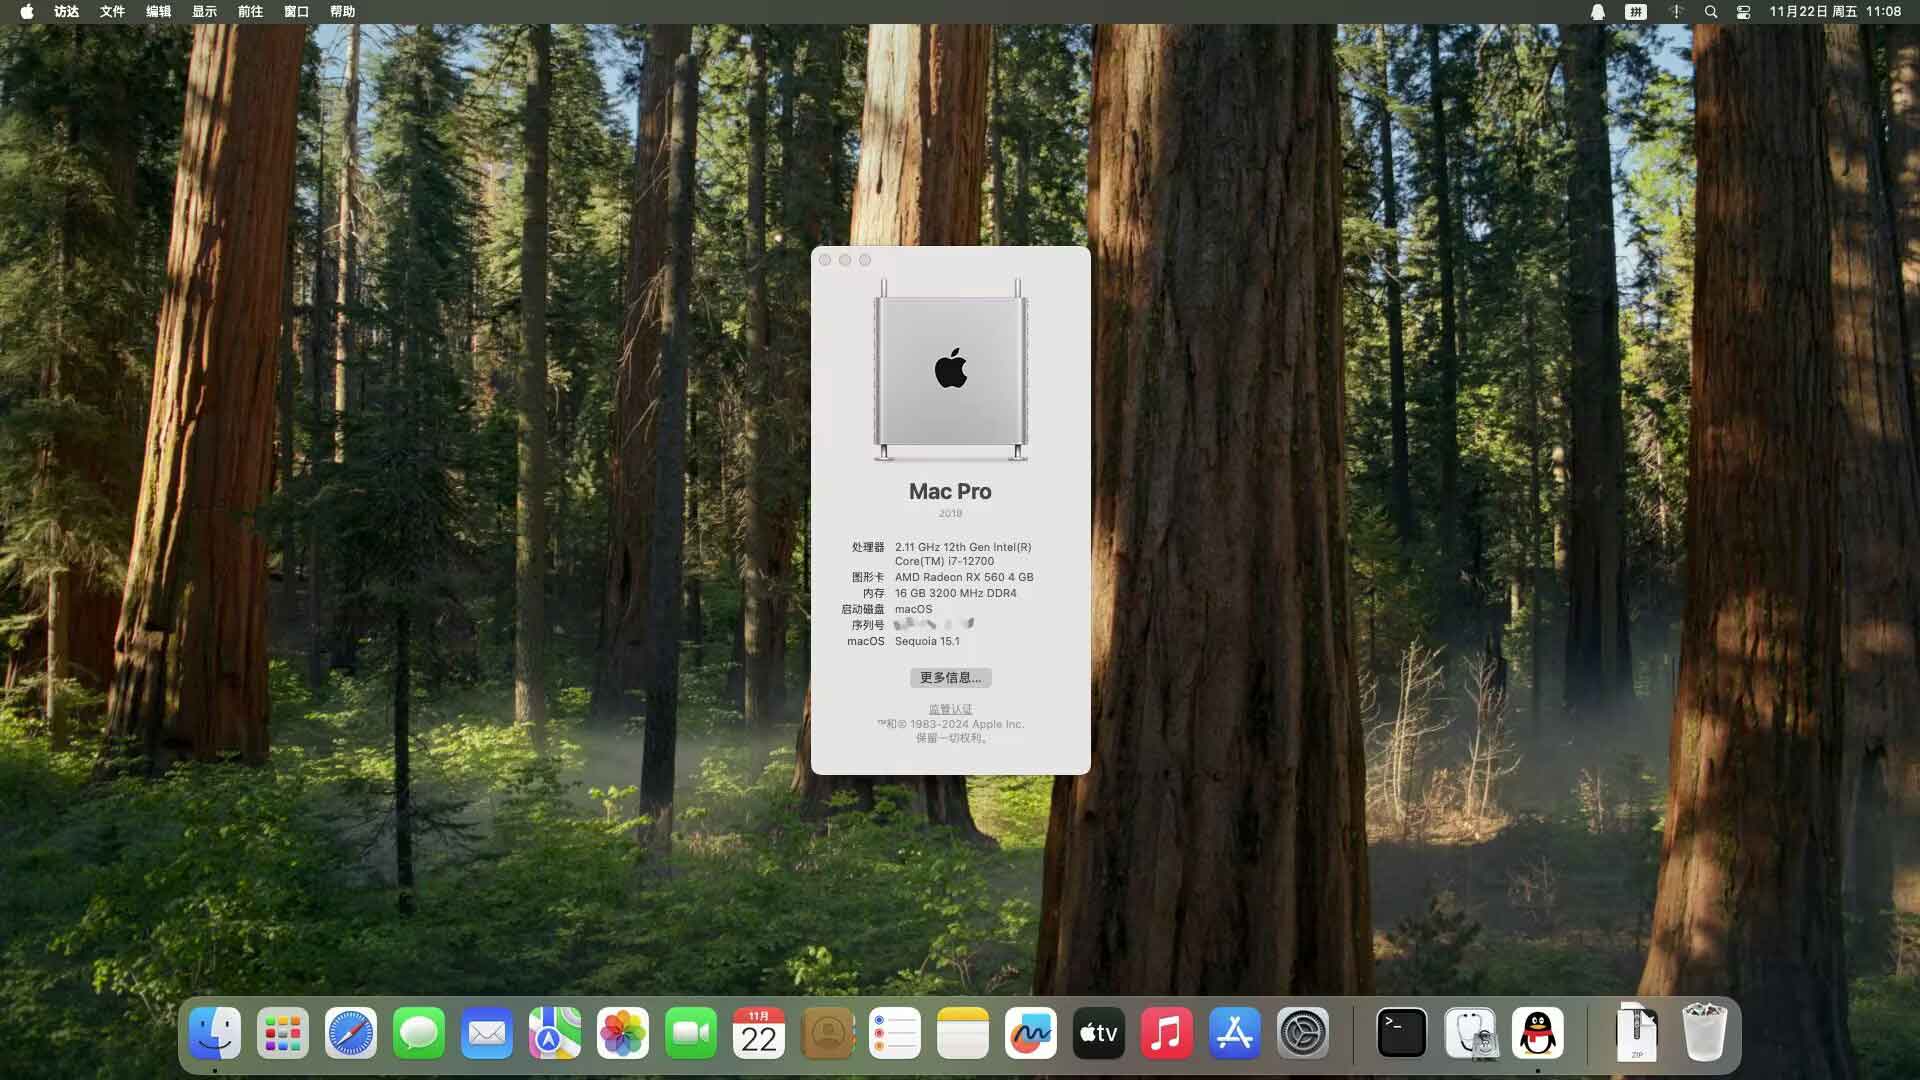 访达 文件 编辑 显示 前往 窗口 帮助
拼 11月22日 周五 11:08
Mac Pro
2019
处理器 2.11 GHz 12th Gen Intel(R)
Core(TM) i7-12700
图形卡 AMD Radeon RX 560 4 GB
内存 16 GB 3200 MHz DDR4
启动磁盘 macOS
序列号
macOS Sequoia 15.1
更多信息...
监管认证
™和© 1983-2024 Apple Inc.
保留一切权利。
11月
22
tv
>_
ZIP